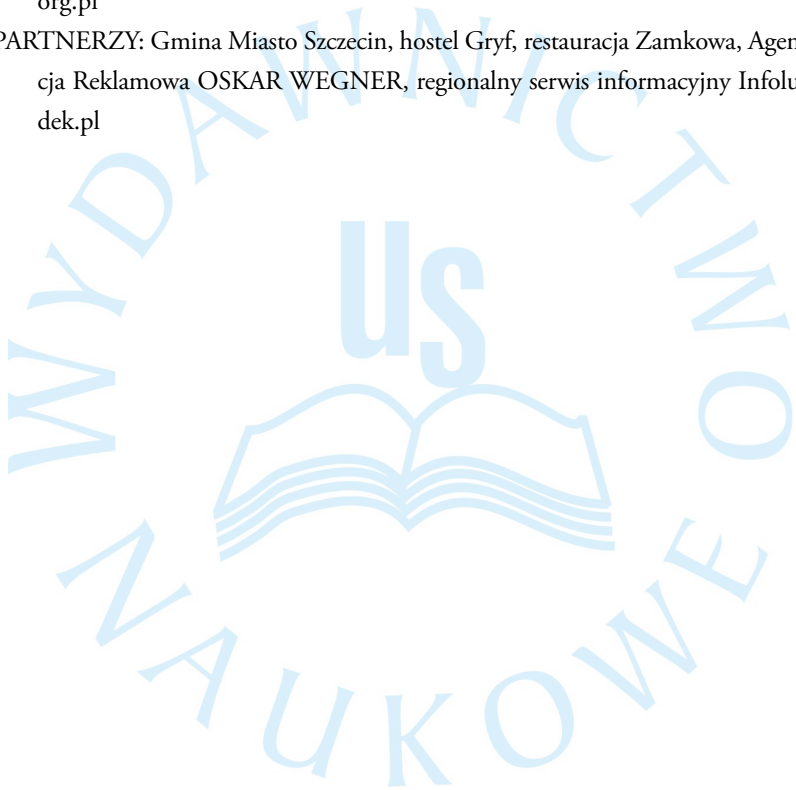 org.pl
PARTNERZY: Gmina Miasto Szczecin, hostel Gryf, restauracja Zamkowa, Agen
cja Reklamowa OSKAR WEGNER, regionalny serwis informacyjny Infolu
dek.pl
WYDAWNICTWO
US
NAUKOWE